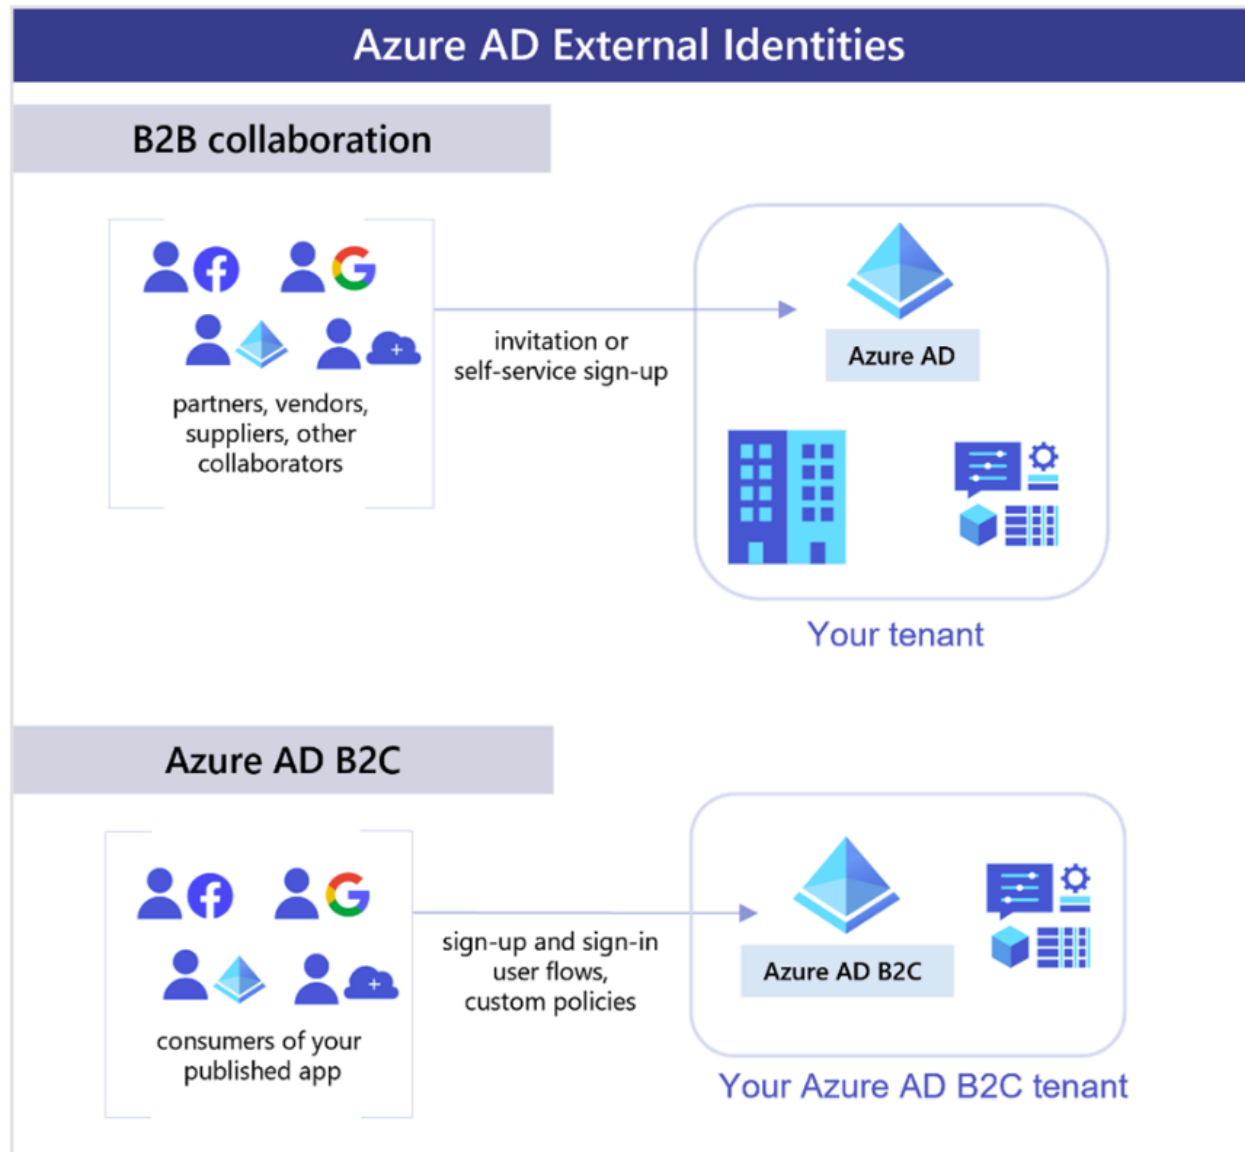 Azure AD External Identities
B2B collaboration
partners, vendors,
suppliers, other
collaborators
invitation or
self-service sign-up
Azure AD
Your tenant
Azure AD B2C
consumers of your
published app
sign-up and sign-in
user flows,
custom policies
Azure AD B2C
Your Azure AD B2C tenant